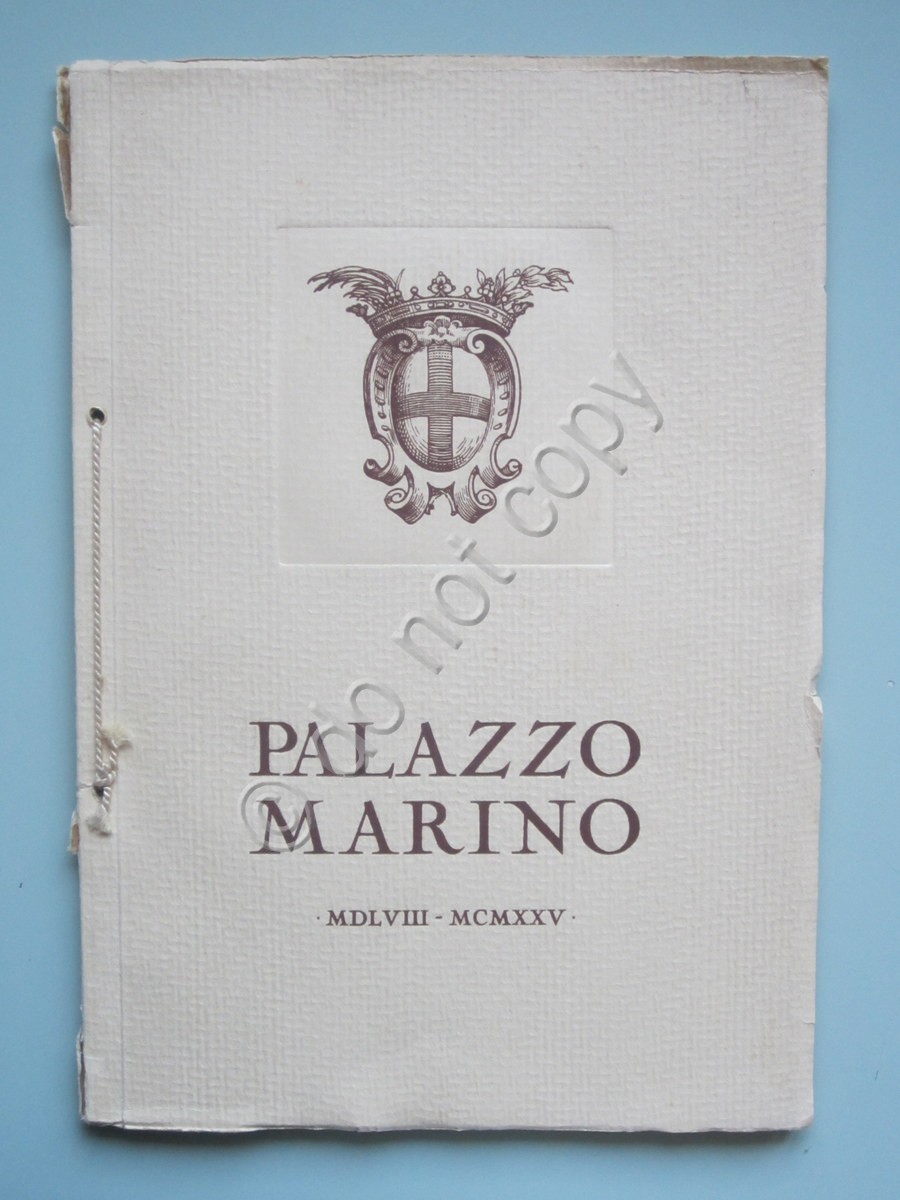 PALAZZO
MARINO
· MDLVIII - MCMXXV ·
© do not copy